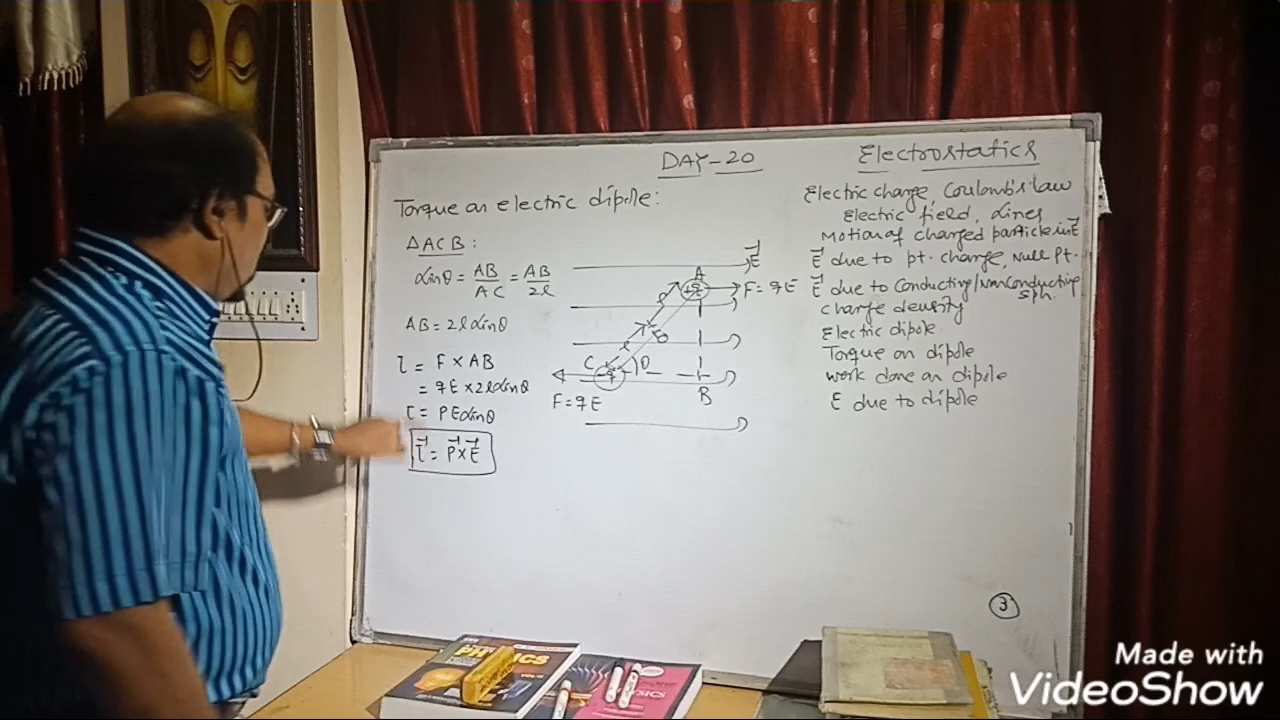 DAY-20
Electrostatics
Torque on electric dipole:
ΔACB:
sinθ = AB/AC = AB/2l
AB = 2l sinθ
τ = F × AB
= qE × 2l sinθ
τ = PE sinθ
τ⃗ = P⃗ × E⃗
E⃗
A
+q
F = qE
l
O
l
C
-q
θ
B
F = qE
Electric charge, Coulomb's law
Electric field, Lines
Motion of charged particle in E⃗
E⃗ due to pt. charge, Null Pt.
E⃗ due to Conducting/NonConducting
Sph.
charge density
Electric dipole
Torque on dipole
work done on dipole
E due to dipole
3
PHYSICS
PHYSICS
Made with
VideoShow